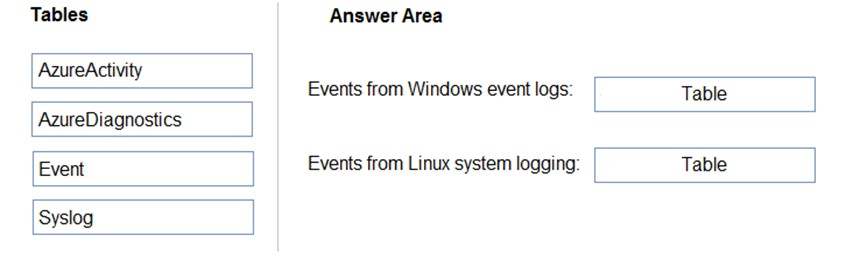 Tables
AzureActivity
AzureDiagnostics
Event
Syslog
Answer Area
Events from Windows event logs: Table
Events from Linux system logging: Table